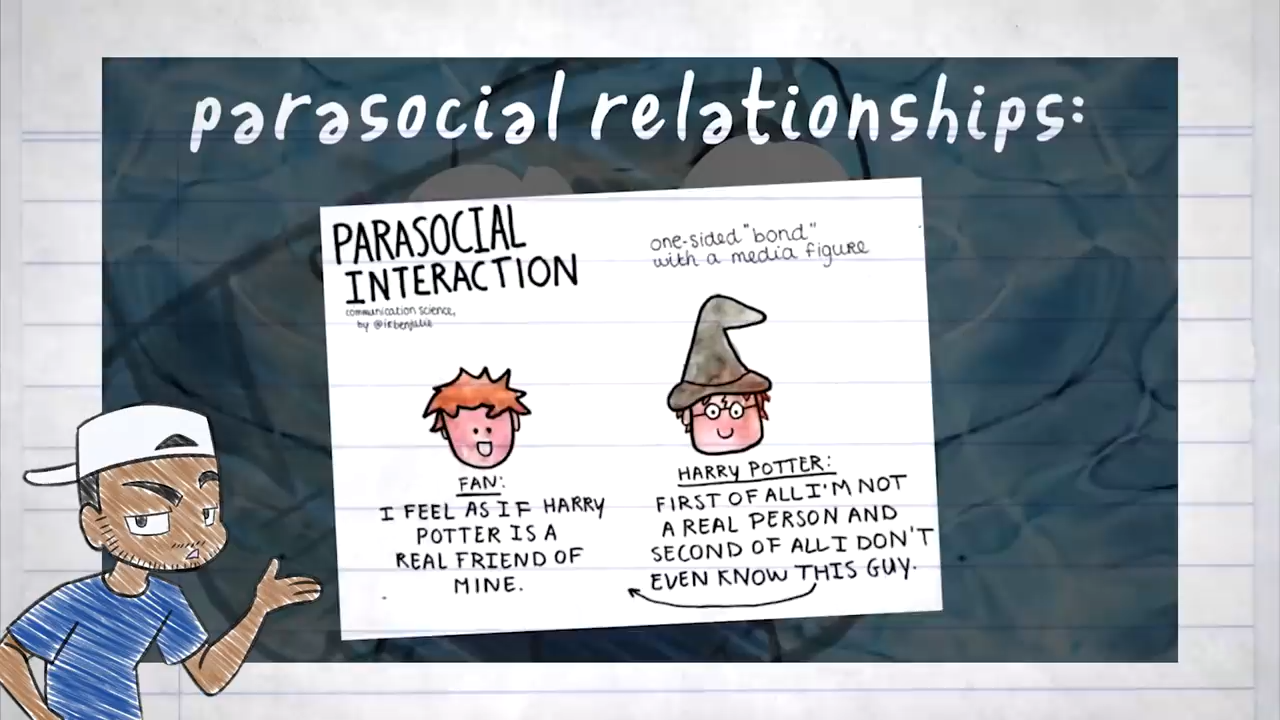 parasocial relationships:
PARASOCIAL
INTERACTION
communication science,
one-sided "bond"
with a media figure
FAN:
I FEEL AS IF HARRY
POTTER IS A
REAL FRIEND OF
MINE.
HARRY POTTER:
FIRST OF ALL I'M NOT
A REAL PERSON AND
SECOND OF ALL I DON'T
EVEN KNOW THIS GUY.